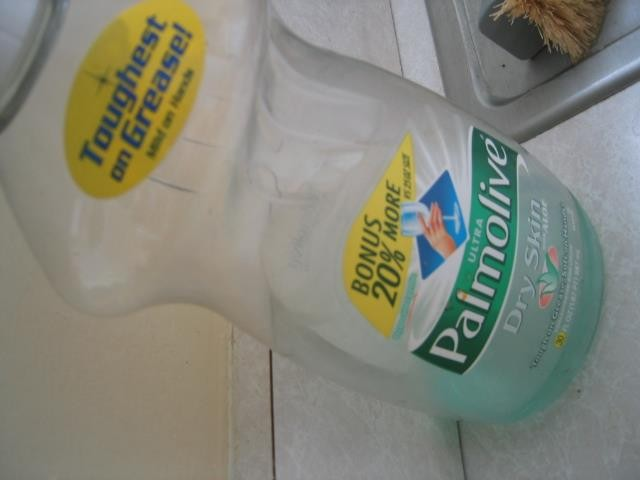 Toughest
on Grease!
Mild on Hands
BONUS
20% MORE
ULTRA
Palmolive
Dry Skin